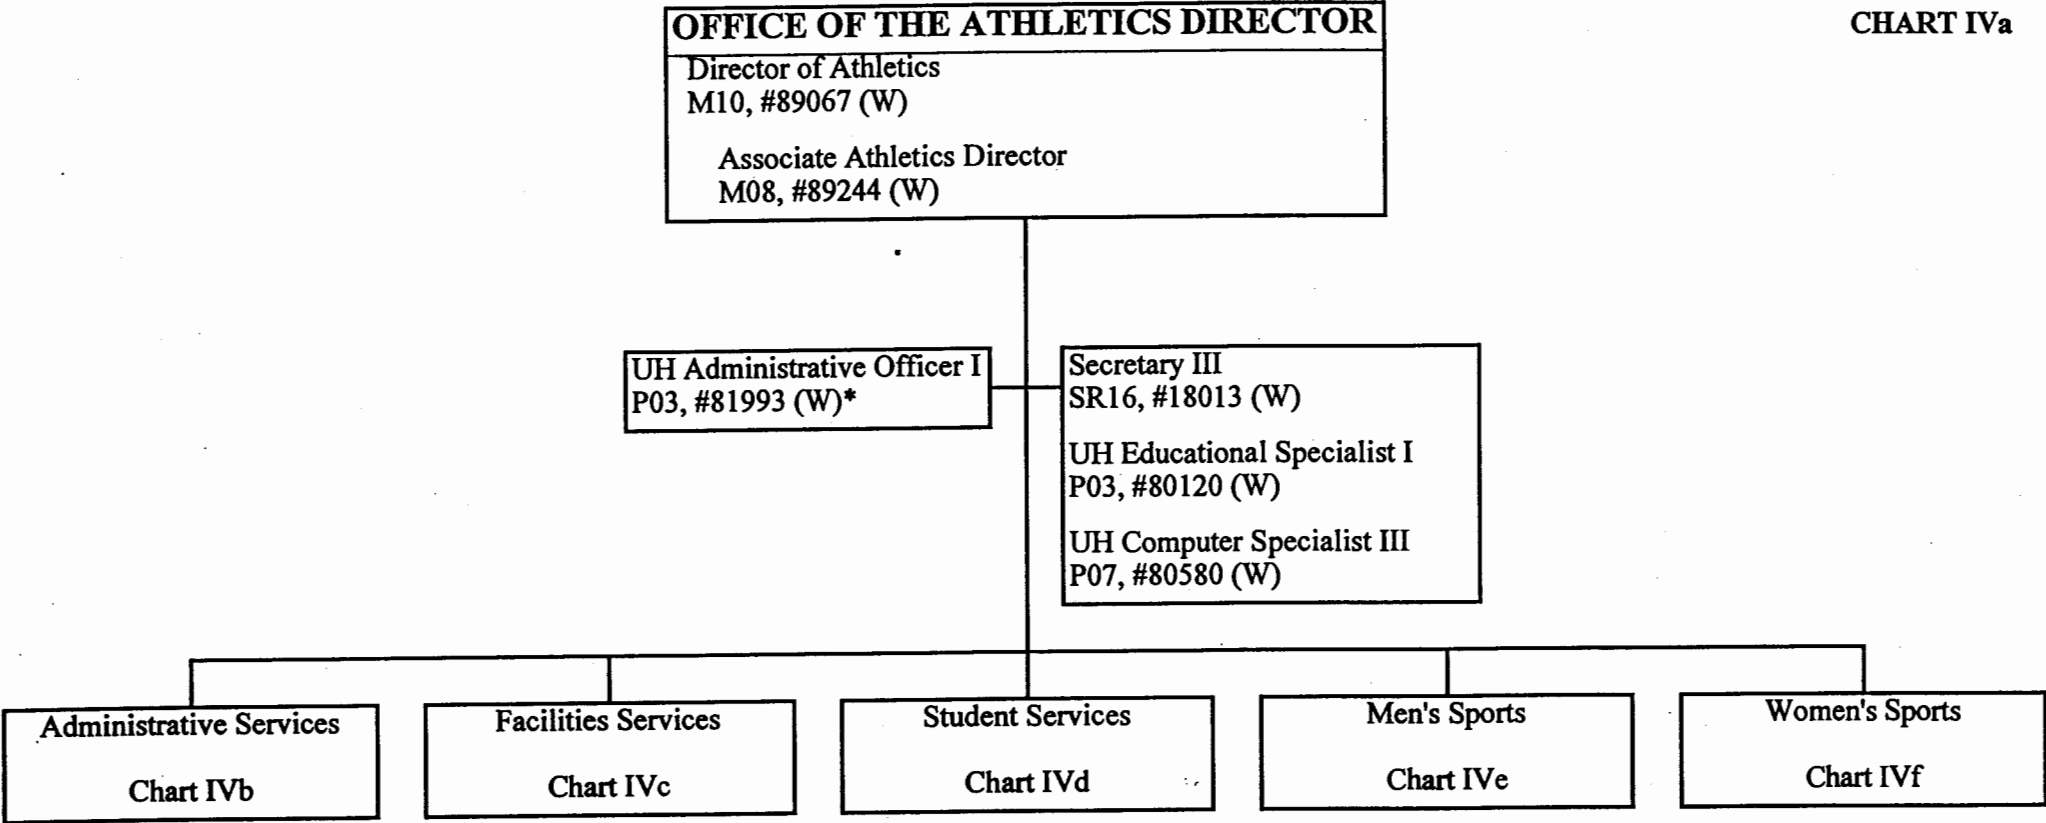 CHART IVa
OFFICE OF THE ATHLETICS DIRECTOR
Director of Athletics
M10, #89067 (W)
Associate Athletics Director
M08, #89244 (W)
UH Administrative Officer I
P03, #81993 (W)*
Secretary III
SR16, #18013 (W)
UH Educational Specialist I
P03, #80120 (W)
UH Computer Specialist III
P07, #80580 (W)
Administrative Services
Chart IVb
Facilities Services
Chart IVc
Student Services
Chart IVd
Men's Sports
Chart IVe
Women's Sports
Chart IVf